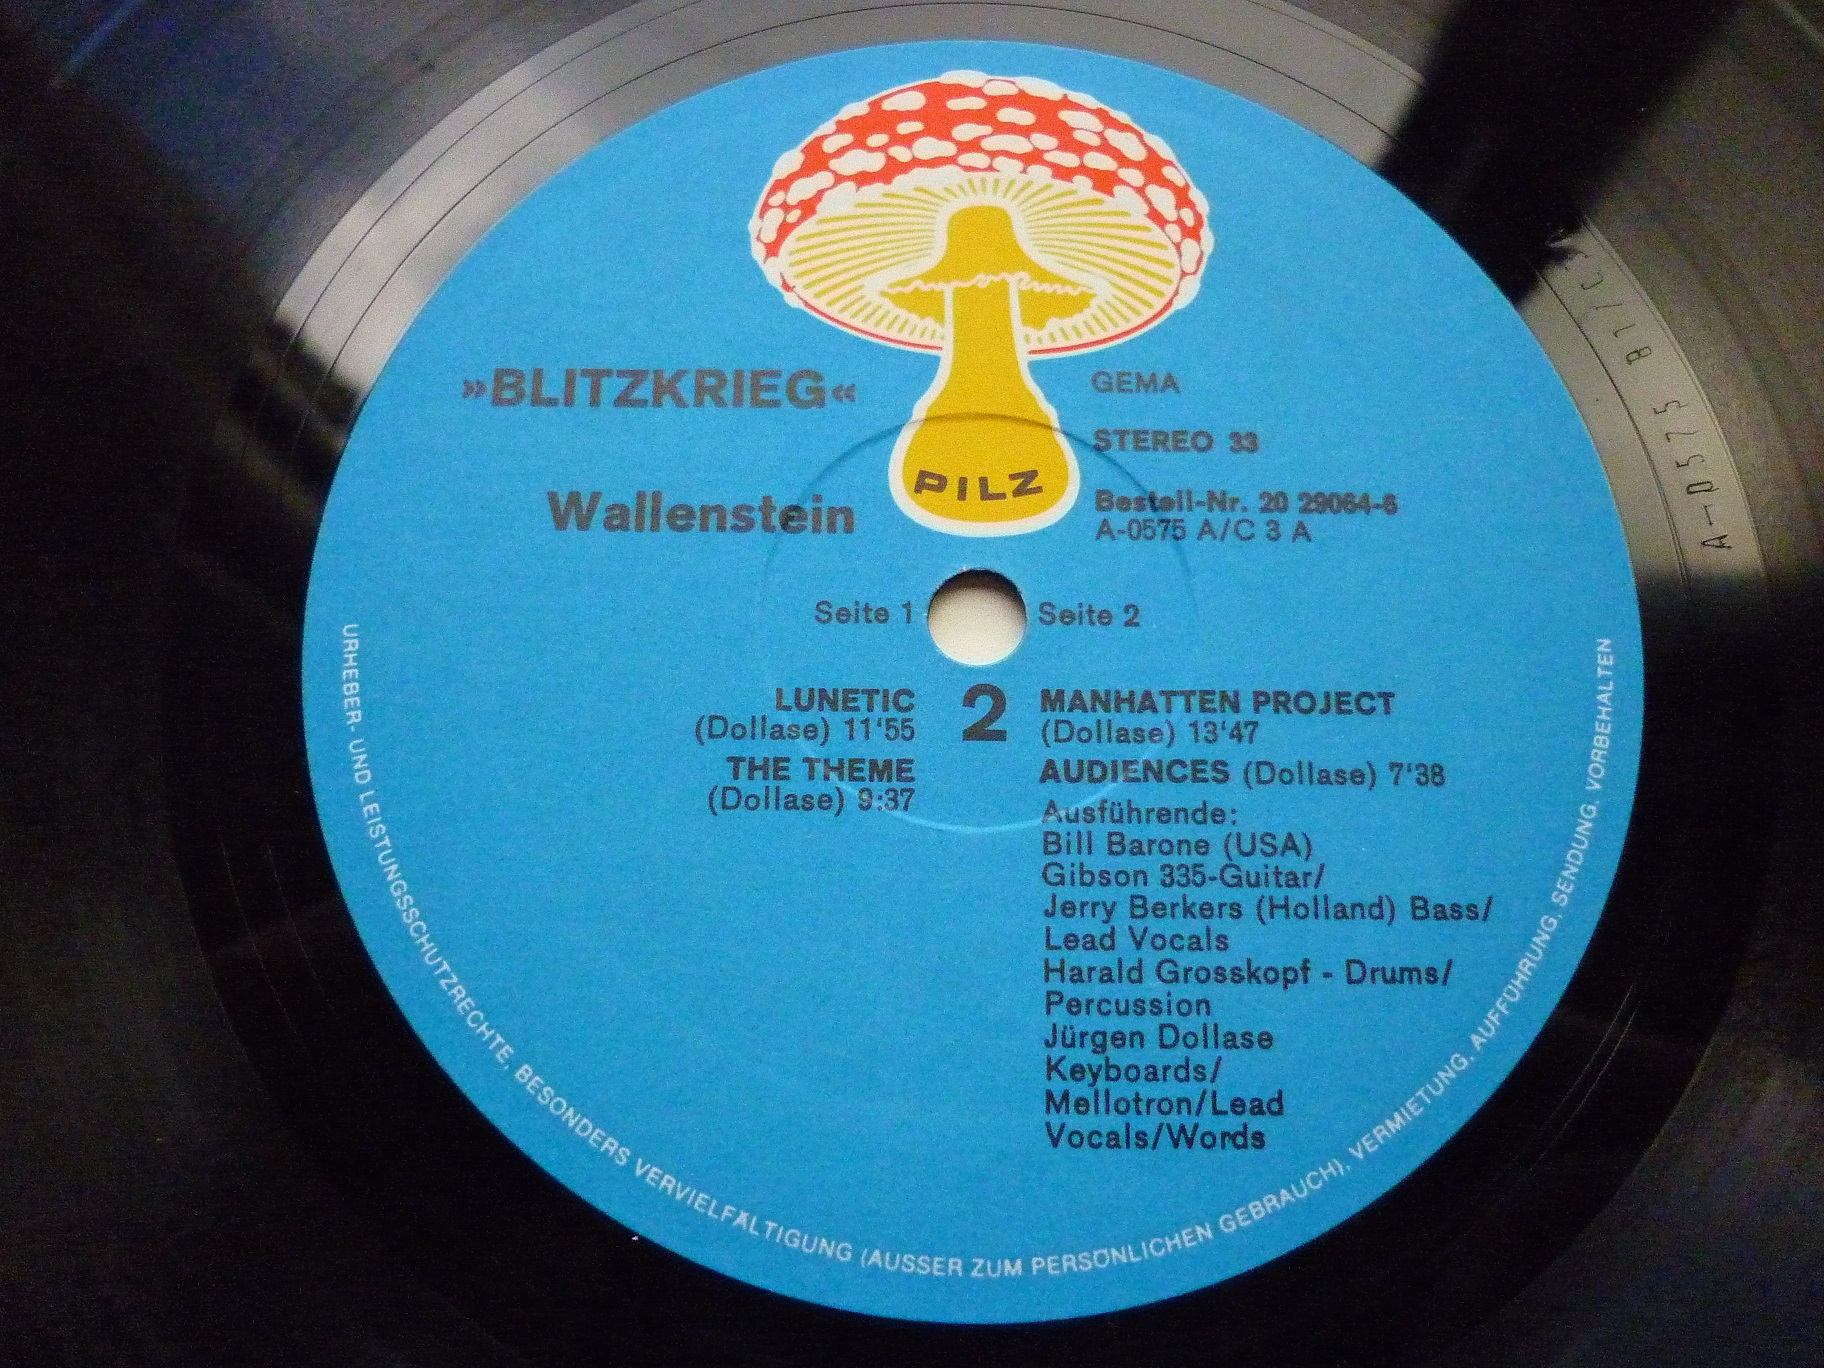 »BLITZKRIEG«
Wallenstein
PILZ
GEMA
STEREO 33
Bestell-Nr. 20 29064-6
A-0575 A/C 3 A
Seite 1
Seite 2
2
LUNETIC
(Dollase) 11'55
THE THEME
(Dollase) 9:37
MANHATTEN PROJECT
(Dollase) 13'47
AUDIENCES (Dollase) 7'38
Ausführende:
Bill Barone (USA)
Gibson 335-Guitar/
Jerry Berkers (Holland) Bass/
Lead Vocals
Harald Grosskopf - Drums/
Percussion
Jürgen Dollase
Keyboards/
Mellotron/Lead
Vocals/Words
URHEBER- UND LEISTUNGSSCHUTZRECHTE, BESONDERS VERVIELFÄLTIGUNG (AUSSER ZUM PERSÖNLICHEN GEBRAUCH), VERMIETUNG, AUFFÜHRUNG, SENDUNG, VORBEHALTEN
A-0575